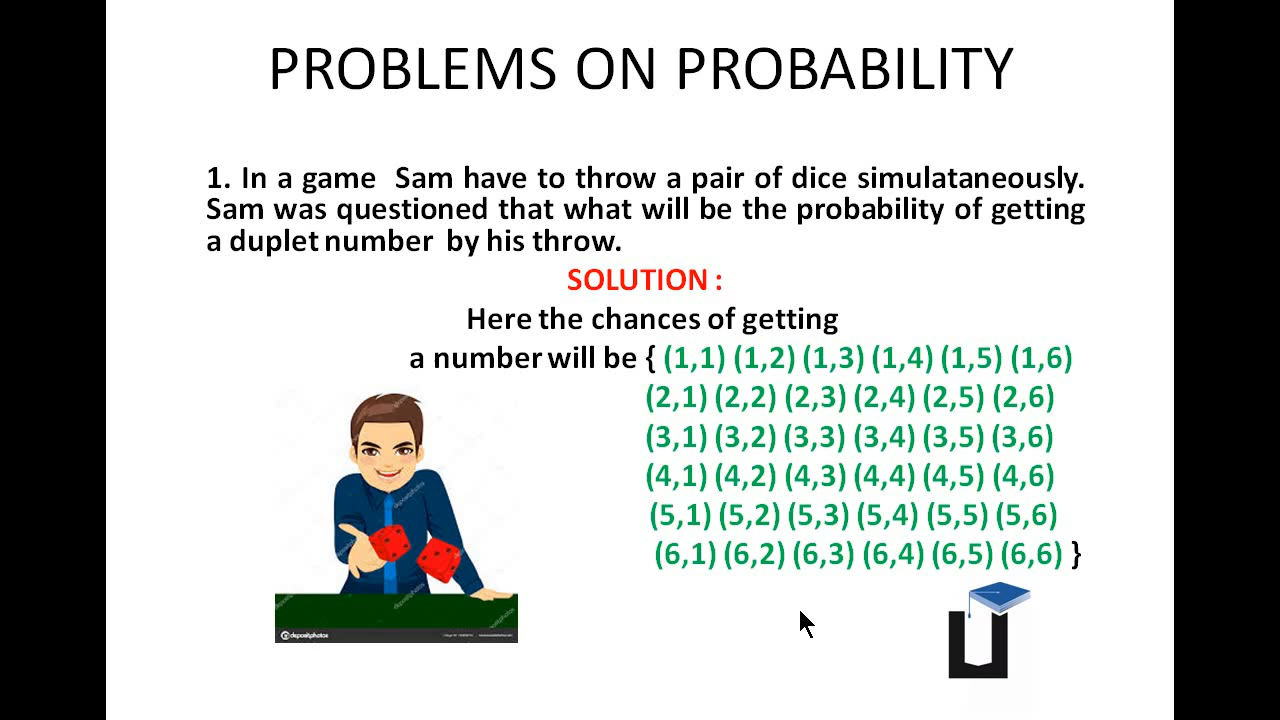 PROBLEMS ON PROBABILITY
1. In a game Sam have to throw a pair of dice simulataneously.
Sam was questioned that what will be the probability of getting
a duplet number by his throw.
SOLUTION :
Here the chances of getting
a number will be { (1,1) (1,2) (1,3) (1,4) (1,5) (1,6)
(2,1) (2,2) (2,3) (2,4) (2,5) (2,6)
(3,1) (3,2) (3,3) (3,4) (3,5) (3,6)
(4,1) (4,2) (4,3) (4,4) (4,5) (4,6)
(5,1) (5,2) (5,3) (5,4) (5,5) (5,6)
(6,1) (6,2) (6,3) (6,4) (6,5) (6,6) }
depositphotos
depositphotos
depositphotos